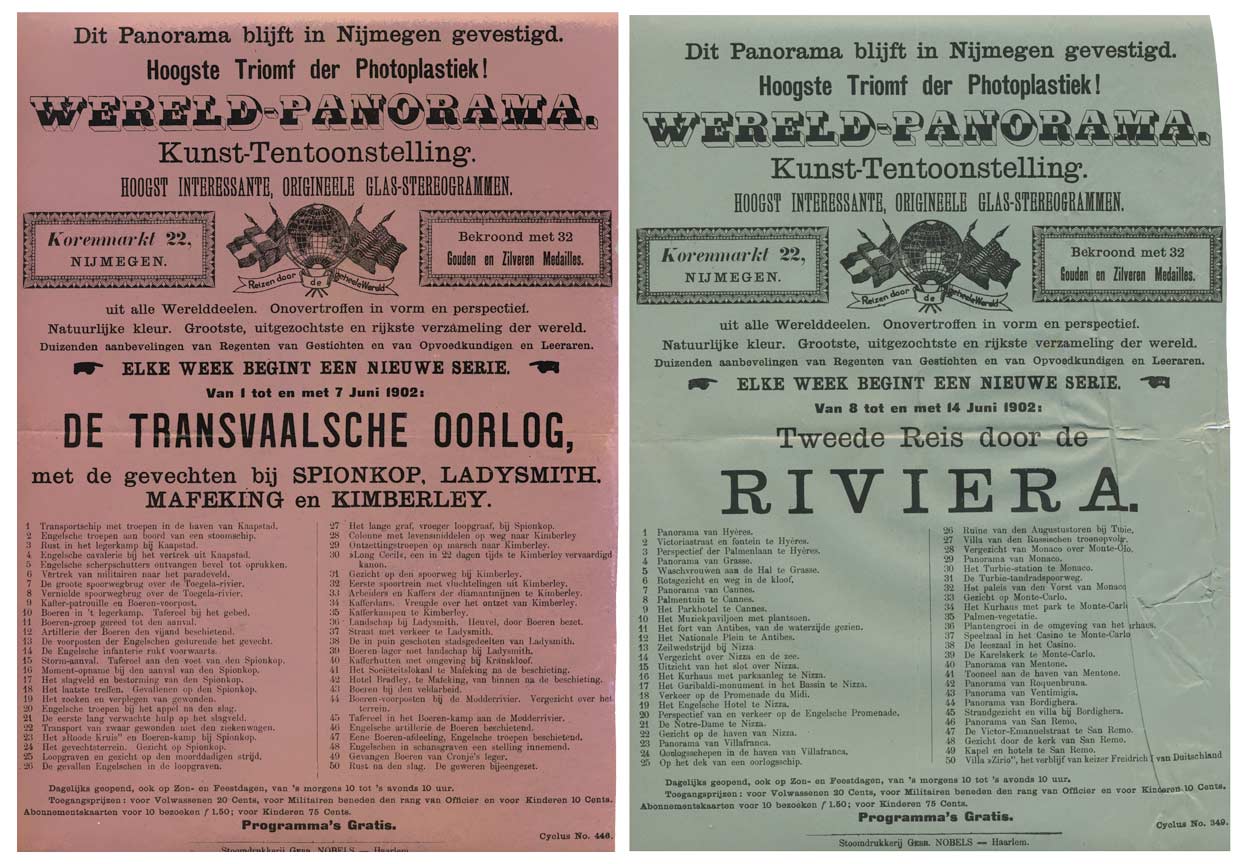 Dit Panorama blijft in Nijmegen gevestigd.
Hoogste Triomf der Photoplastiek!
WERELD-PANORAMA.
Kunst-Tentoonstelling.
HOOGST INTERESSANTE, ORIGINEELE GLAS-STEREOGRAMMEN.
Korenmarkt 22,
NIJMEGEN.
Reizen door de geheele Wereld
Bekroond met 32
Gouden en Zilveren Medailles.
uit alle Werelddeelen. Onovertroffen in vorm en perspectief.
Natuurlijke kleur. Grootste, uitgezochtste en rijkste verzameling der wereld.
Duizenden aanbevelingen van Regenten van Gestichten en van Opvoedkundigen en Leeraren.
ELKE WEEK BEGINT EEN NIEUWE SERIE.
Van 1 tot en met 7 Juni 1902:
DE TRANSVAALSCHE OORLOG,
met de gevechten bij SPIONKOP, LADYSMITH,
MAFEKING en KIMBERLEY.
1 Transportschip met troepen in de haven van Kaapstad.
2 Engelsche troepen aan boord van een stoomschip.
3 Rust in het legerkamp bij Kaapstad.
4 Engelsche cavalerie bij het vertrek uit Kaapstad.
5 Engelsche scherpschutters ontvangen bevel tot oprukken.
6 Vertrek van militairen naar het paradeveld.
7 De groote spoorwegbrug over de Toegela-rivier.
8 Vernielde spoorwegbrug over de Toegela-rivier.
9 Kaffer-patrouille en Boeren-voorpost.
10 Boeren in 't legerkamp. Tafereel bij het gebed.
11 Boeren-groep gereed tot den aanval.
12 Artillerie der Boeren den vijand beschietend.
13 De voorposten der Engelschen gedurende het gevecht.
14 De Engelsche infanterie rukt voorwaarts.
15 Storm-aanval. Tafereel aan den voet van den Spionkop.
16 Moment-opname bij den aanval van den Spionkop.
17 Het slagveld en bestorming van den Spionkop.
18 Het laatste treffen. Gevallenen op den Spionkop.
19 Het zoeken en verplegen van gewonden.
20 Engelsche troepen bij het appel na den slag.
21 De eerste lang verwachte hulp op het slagveld.
22 Transport van zwaar gewonden met den ziekenwagen.
23 Het »Roode Kruis" en Boeren-kamp bij Spionkop.
24 Het gevechtsterrein. Gezicht op Spionkop.
25 Loopgraven en gezicht op den moorddadigen strijd.
26 De gevallen Engelschen in de loopgraven.
27 Het lange graf, vroeger loopgraaf, bij Spionkop.
28 Colonne met levensmiddelen op weg naar Kimberley
29 Ontzettingstroepen op marsch naar Kimberley.
30 »Long Cecil«, een in 22 dagen tijds te Kimberley vervaardigd
kanon.
31 Gezicht op den spoorweg bij Kimberley.
32 Eerste spoortrein met vluchtelingen uit Kimberley.
33 Arbeiders en Kaffers der diamantmijnen te Kimberley.
34 Kafferdans. Vreugde over het ontzet van Kimberley.
35 Kafferknapen te Kimberley.
36 Landschap bij Ladysmith. Heuvel, door Boeren bezet.
37 Straat met verkeer te Ladysmith.
38 De in puin geschoten stadsgedeelten van Ladysmith.
39 Boeren-lager met landschap bij Ladysmith.
40 Kafferhutten met omgeving bij Kranskloof.
41 Het Societeitslokaal te Mafeking na de beschieting.
42 Hotel Bradley, te Mafeking, van binnen na de beschieting.
43 Boeren bij den veldarbeid.
44 Boeren-voorposten bij de Modderrivier. Vergezicht over het
terrein.
45 Tafereel in het Boeren-kamp aan de Modderrivier.
46 Engelsche artillerie de Boeren beschietend.
47 Eene Boeren-afdeeling, Engelsche troepen beschietend.
48 Engelschen in schansgraven een stelling innemend.
49 Gevangen Boeren van Cronje's leger.
50 Rust na den slag. De geweren bijeengezet.
Dagelijks geopend, ook op Zon- en Feestdagen, van 's morgens 10 tot 's avonds 10 uur.
Toegangsprijzen: voor Volwassenen 20 Cents, voor Militairen beneden den rang van Officier en voor Kinderen 10 Cents.
Abonnementskaarten voor 10 bezoeken f 1.50; voor Kinderen 75 Cents.
Programma's Gratis.
Cyclus No. 446.
Stoomdrukkerij GEBR. NOBELS — Haarlem.
Dit Panorama blijft in Nijmegen gevestigd.
Hoogste Triomf der Photoplastiek!
WERELD-PANORAMA.
Kunst-Tentoonstelling.
HOOGST INTERESSANTE, ORIGINEELE GLAS-STEREOGRAMMEN.
Korenmarkt 22,
NIJMEGEN.
Reizen door de geheele Wereld
Bekroond met 32
Gouden en Zilveren Medailles.
uit alle Werelddeelen. Onovertroffen in vorm en perspectief.
Natuurlijke kleur. Grootste, uitgezochtste en rijkste verzameling der wereld.
Duizenden aanbevelingen van Regenten van Gestichten en van Opvoedkundigen en Leeraren.
ELKE WEEK BEGINT EEN NIEUWE SERIE.
Van 8 tot en met 14 Juni 1902:
Tweede Reis door de
RIVIERA.
1 Panorama van Hyères.
2 Victoriastraat en fontein te Hyères.
3 Perspectief der Palmenlaan te Hyères.
4 Panorama van Grasse.
5 Waschvrouwen aan de Hal te Grasse.
6 Rotsgezicht en weg in de kloof.
7 Panorama van Cannes.
8 Palmentuin te Cannes.
9 Het Parkhotel te Cannes.
10 Het Muziekpaviljoen met plantsoen.
11 Het fort van Antibes, van de waterzijde gezien.
12 Het Nationale Plein te Antibes.
13 Zeilwedstrijd bij Nizza.
14 Vergezicht over Nizza en de zee.
15 Uitzicht van het slot over Nizza.
16 Het Kurhaus met parkaanleg te Nizza.
17 Het Garibaldi-monument in het Bassin te Nizza.
18 Verkeer op de Promenade du Midi.
19 Het Engelsche Hotel te Nizza.
20 Perspectief van en verkeer op de Engelsche Promenade.
21 De Notre-Dame te Nizza.
22 Gezicht op de haven van Nizza.
23 Panorama van Villafranca.
24 Oorlogsschepen in de haven van Villafranca.
25 Op het dek van een oorlogsschip.
26 Ruïne van den Augustustoren bij
27 Villa van den Russischen troonopvolger.
28 Vergezicht van Monaco over Monte-Clo.
29 Panorama van Monaco.
30 Het Turbie-station te Monaco.
31 De Turbie-tandradspoorweg.
32 Het paleis van den Vorst van Monaco
33 Gezicht op Monte-Carlo.
34 Het Kurhaus met park te Monte-Carlo
35 Palmen-vegetatie.
36 Plantengroei in de omgeving van het
37 Speelzaal in het Casino te Monte-Carlo
38 De leeszaal in het Casino.
39 De Karelskerk te Monte-Carlo.
40 Panorama van Mentone.
41 Tooneel aan de haven van Mentone.
42 Panorama van Roquenbruna.
43 Panorama van Ventimigia.
44 Panorama van Bordighera.
45 Strandgezicht en villa bij Bordighera.
46 Panorama van San Remo.
47 De Victor-Emanuelstraat te San Remo.
48 Gezicht door de kerk van San Remo.
49 Kapel en hotels te San Remo.
50 Villa »Zirio", het verblijf van keizer Freidrich I van Duitschland
Dagelijks geopend, ook op Zon- en Feestdagen, van 's morgens 10 tot 's avonds 10 uur.
Toegangsprijzen: voor Volwassenen 20 Cents, voor Militairen beneden den rang van Officier en voor Kinderen 10 Cents.
Abonnementskaarten voor 10 bezoeken f 1.50; voor Kinderen 75 Cents.
Programma's Gratis.
Cyclus No. 349.
Stoomdrukkerij GEBR. NOBELS — Haarlem.